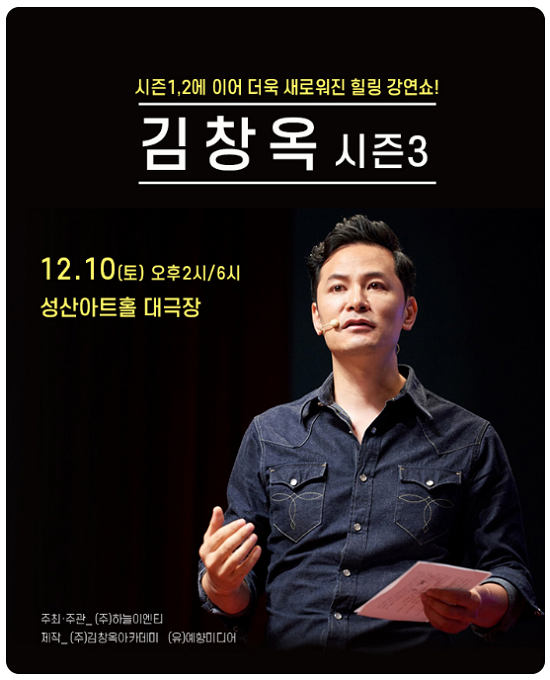 시즌1,2에 이어 더욱 새로워진 힐링 강연쇼!
김창옥 시즌3
12.10(토) 오후2시/6시
성산아트홀 대극장
주최·주관_ (주)하늘이엔티
제작_ (주)김창옥아카데미 (유)예향미디어